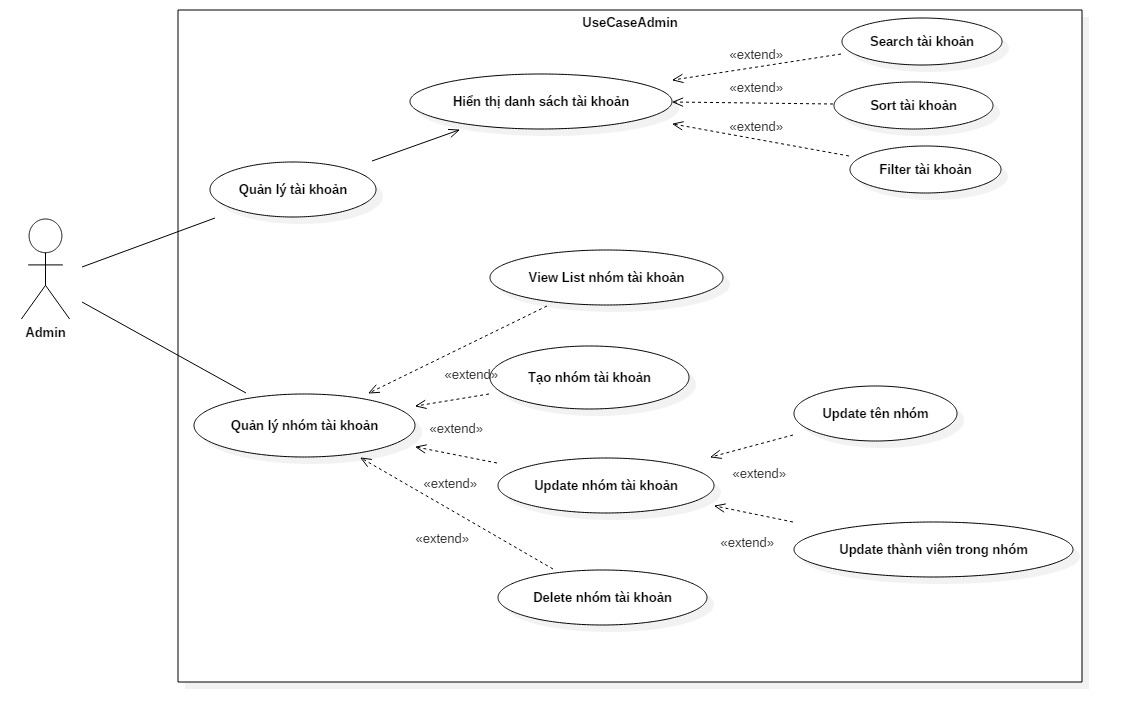 UseCaseAdmin
Search tài khoản
«extend»
«extend»
Hiển thị danh sách tài khoản
Sort tài khoản
«extend»
Filter tài khoản
Quản lý tài khoản
View List nhóm tài khoản
Admin
«extend»
Tạo nhóm tài khoản
Update tên nhóm
Quản lý nhóm tài khoản
«extend»
«extend»
«extend»
Update nhóm tài khoản
«extend»
«extend»
Update thành viên trong nhóm
Delete nhóm tài khoản